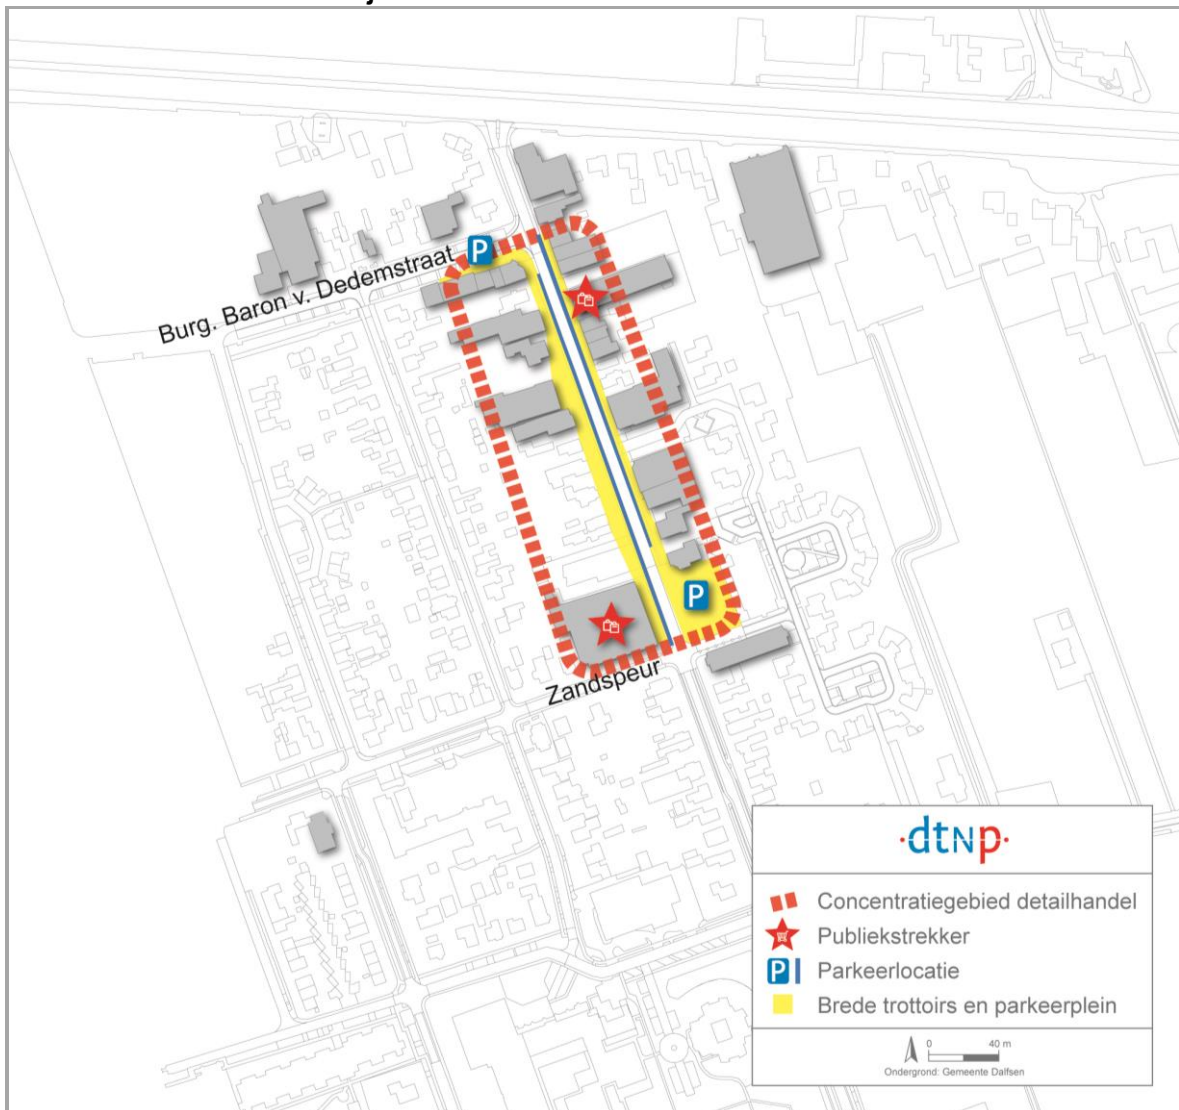 Burg. Baron v. Dedemstraat
P
P
Zandspeur
·dtNp·
Concentratiegebied detailhandel
Publiekstrekker
P Parkeerlocatie
Brede trottoirs en parkeerplein
0 40 m
Ondergrond: Gemeente Dalfsen